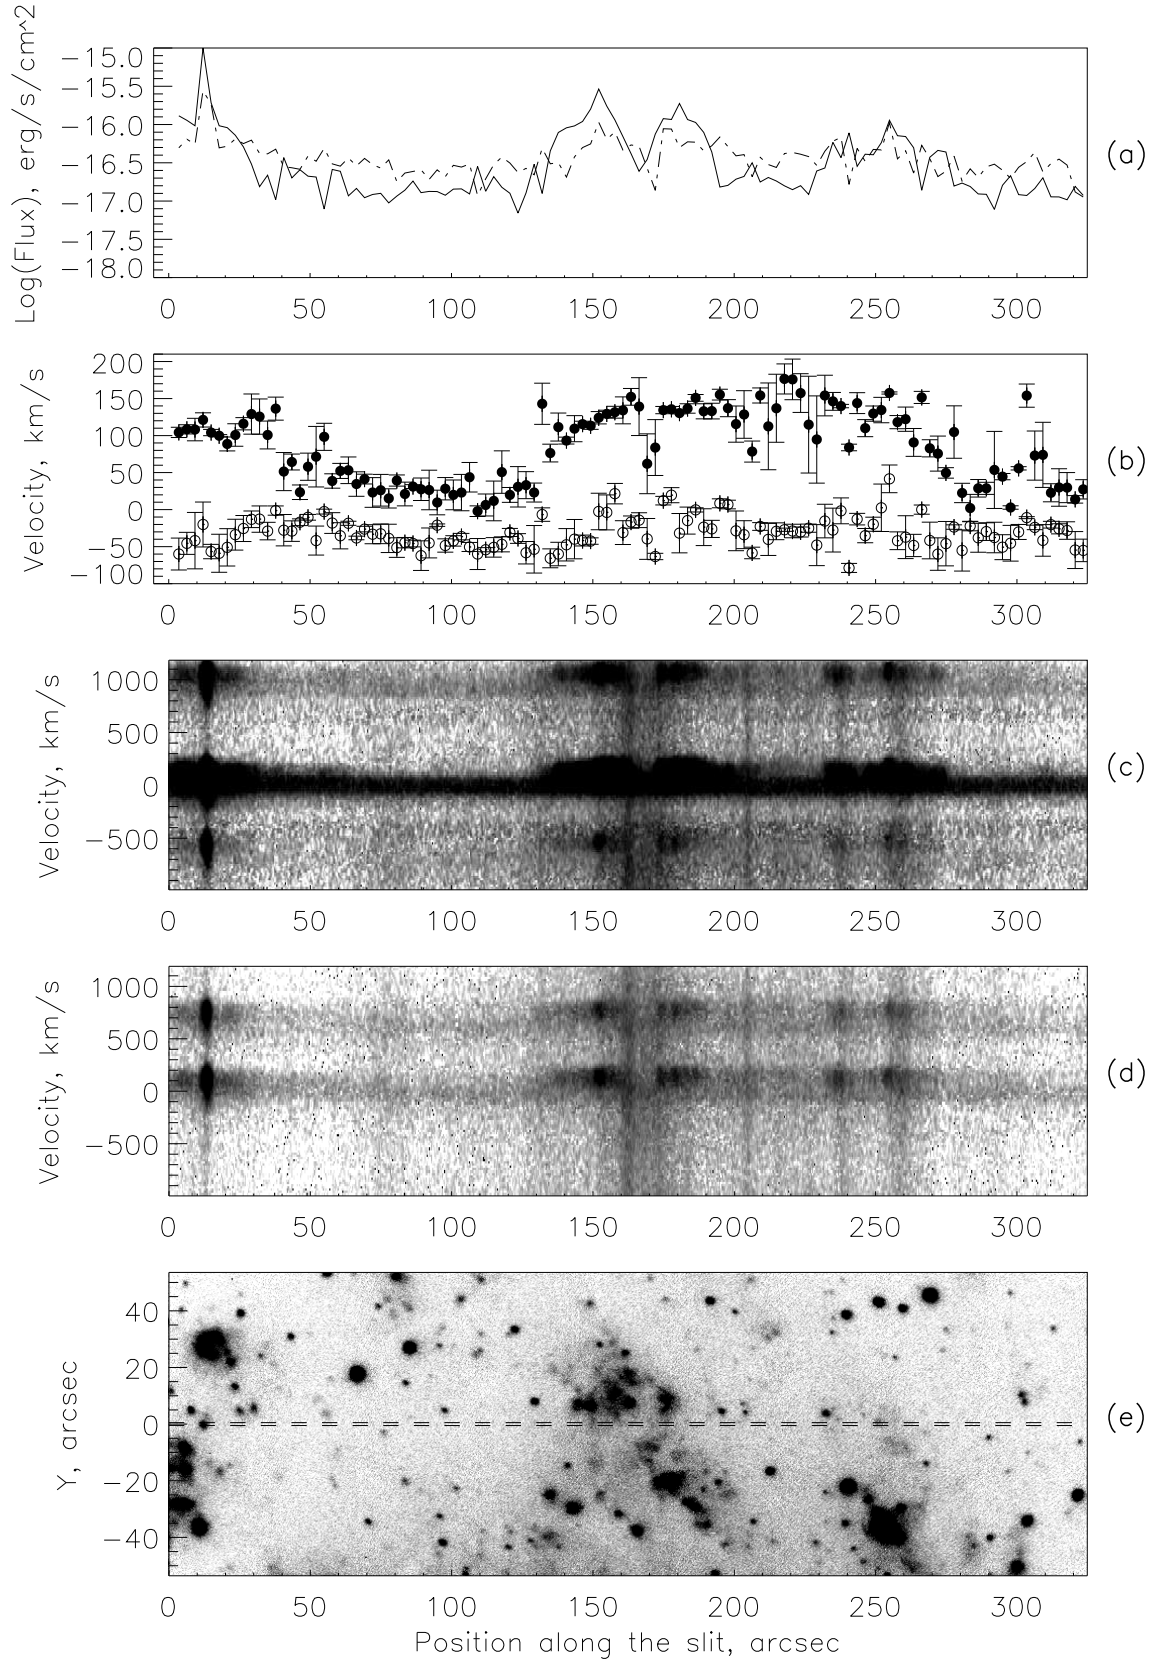 Log(Flux), erg/s/cm^2
−15.0
−15.5
−16.0
−16.5
−17.0
−17.5
−18.0
0 50 100 150 200 250 300
(a)
Velocity, km/s
200
150
100
50
0
−50
−100
0 50 100 150 200 250 300
(b)
Velocity, km/s
1000
500
0
−500
0 50 100 150 200 250 300
(c)
Velocity, km/s
1000
500
0
−500
0 50 100 150 200 250 300
(d)
Y, arcsec
40
20
0
−20
−40
0 50 100 150 200 250 300
(e)
Position along the slit, arcsec